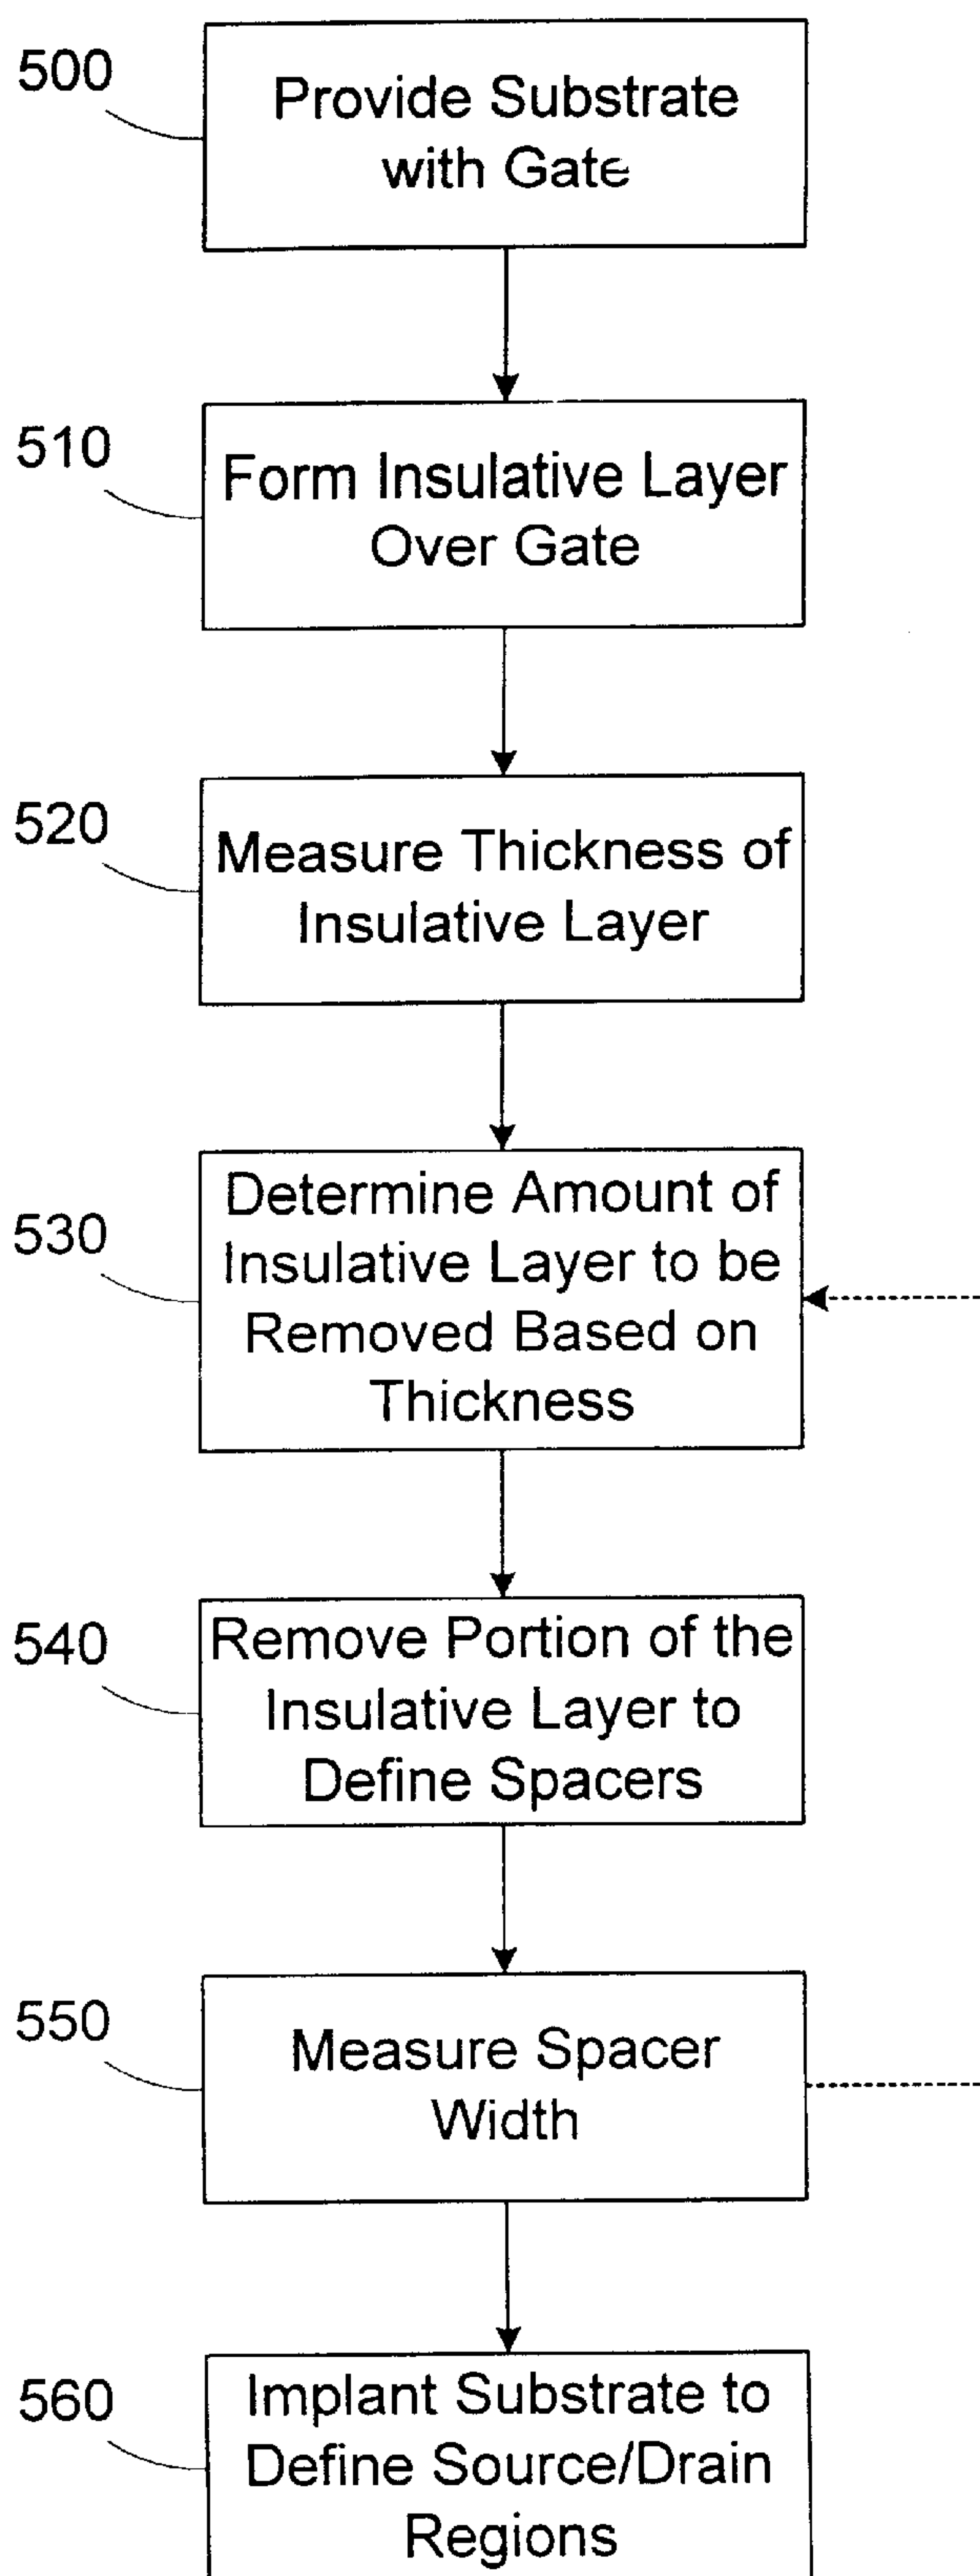 500
Provide Substrate
with Gate
510
Form Insulative Layer
Over Gate
520
Measure Thickness of
Insulative Layer
530
Determine Amount of
Insulative Layer to be
Removed Based on
Thickness
540
Remove Portion of the
Insulative Layer to
Define Spacers
550
Measure Spacer
Width
560
Implant Substrate to
Define Source/Drain
Regions